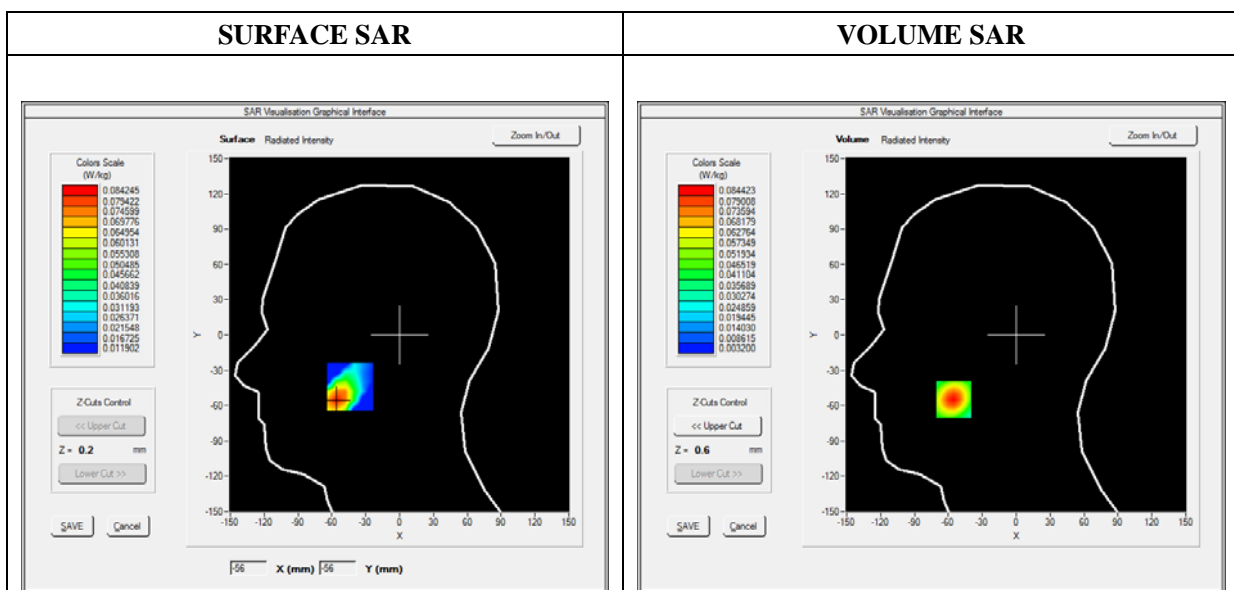 SURFACE SAR
VOLUME SAR
SAR Visualisation Graphical Interface
Surface Radiated Intensity
Zoom In/Out
Colors Scale
(W/kg)
0.084245
0.079422
0.074599
0.069776
0.064954
0.060131
0.055308
0.050485
0.045662
0.040839
0.036016
0.031193
0.026371
0.021548
0.016725
0.011902
Z-Cuts Control
<< Upper Cut
Z = 0.2 mm
Lower Cut >>
SAVE Cancel
150
120
90
60
30
0
-30
-60
-90
-120
-150
Y
-150 -120 -90 -60 -30 0 30 60 90 120 150
X
-56 X (mm) -56 Y (mm)
SAR Visualisation Graphical Interface
Volume Radiated Intensity
Zoom In/Out
Colors Scale
(W/kg)
0.084423
0.079008
0.073594
0.068179
0.062764
0.057349
0.051934
0.046519
0.041104
0.035689
0.030274
0.024859
0.019445
0.014030
0.008615
0.003200
Z-Cuts Control
<< Upper Cut
Z = 0.6 mm
Lower Cut >>
SAVE Cancel
150
120
90
60
30
0
-30
-60
-90
-120
-150
Y
-150 -120 -90 -60 -30 0 30 60 90 120 150
X